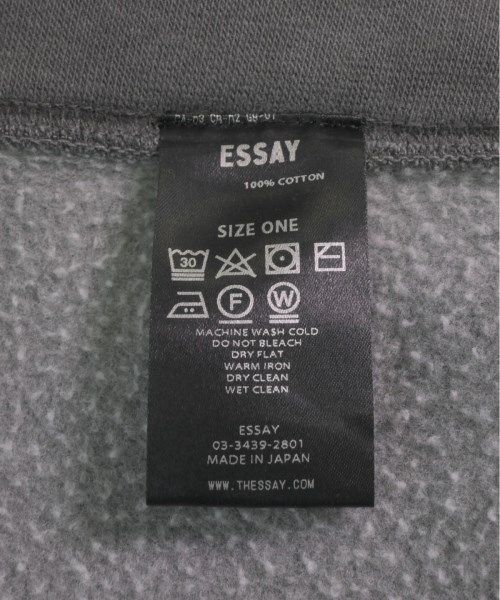 ESSAY
100% COTTON
SIZE ONE
30
F W
MACHINE WASH COLD
DO NOT BLEACH
DRY FLAT
WARM IRON
DRY CLEAN
WET CLEAN
ESSAY
03-3439-2801
MADE IN JAPAN
WWW.THESSAY.COM